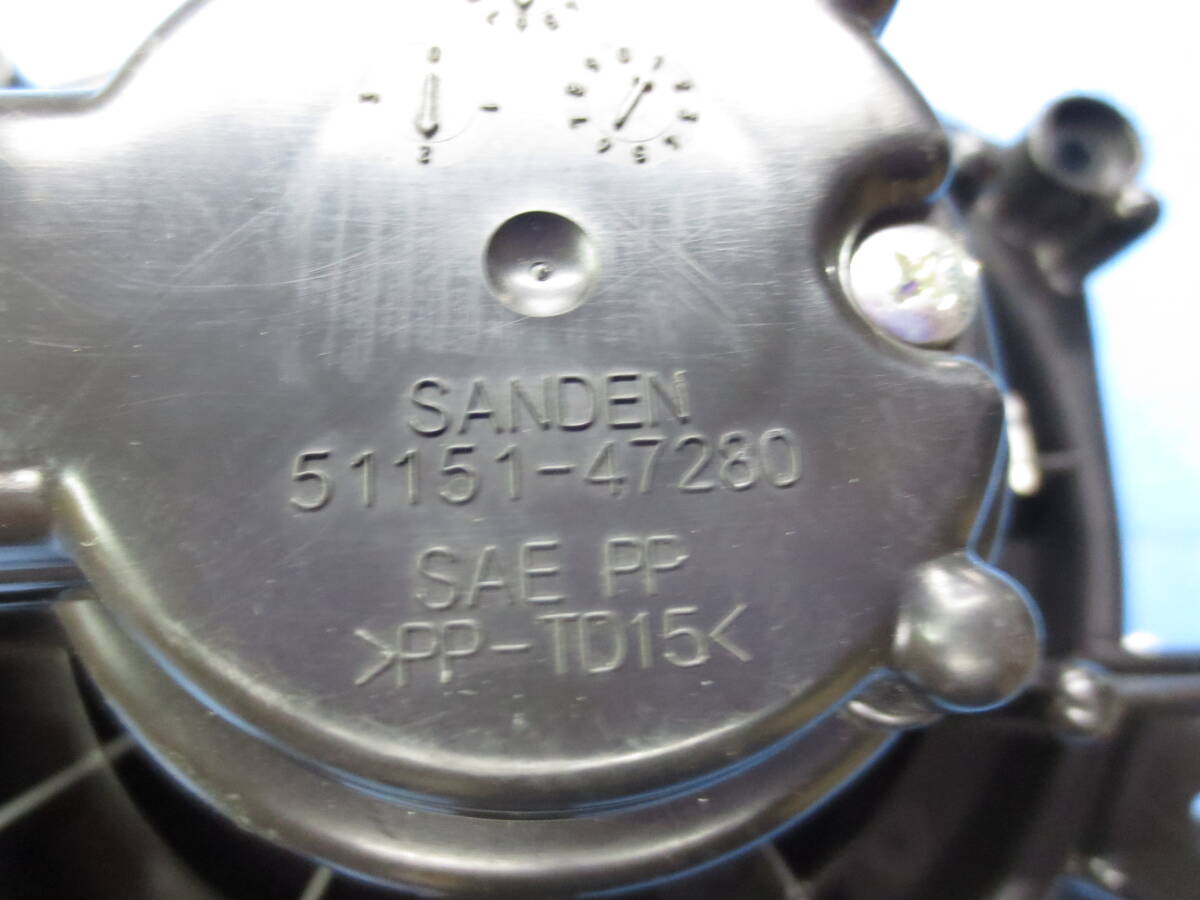 SANDEN
51151-47280
SAE PP
>PP-TD15<